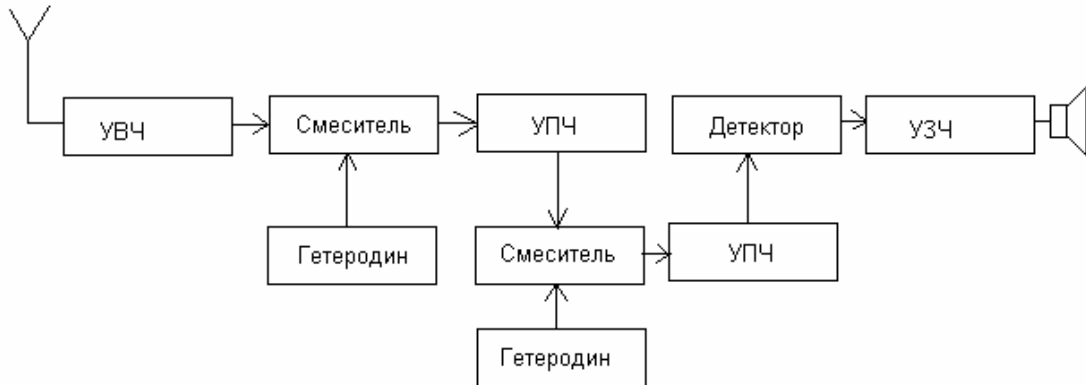 УВЧ
Смеситель
УПЧ
Детектор
УЗЧ
Гетеродин
Смеситель
УПЧ
Гетеродин